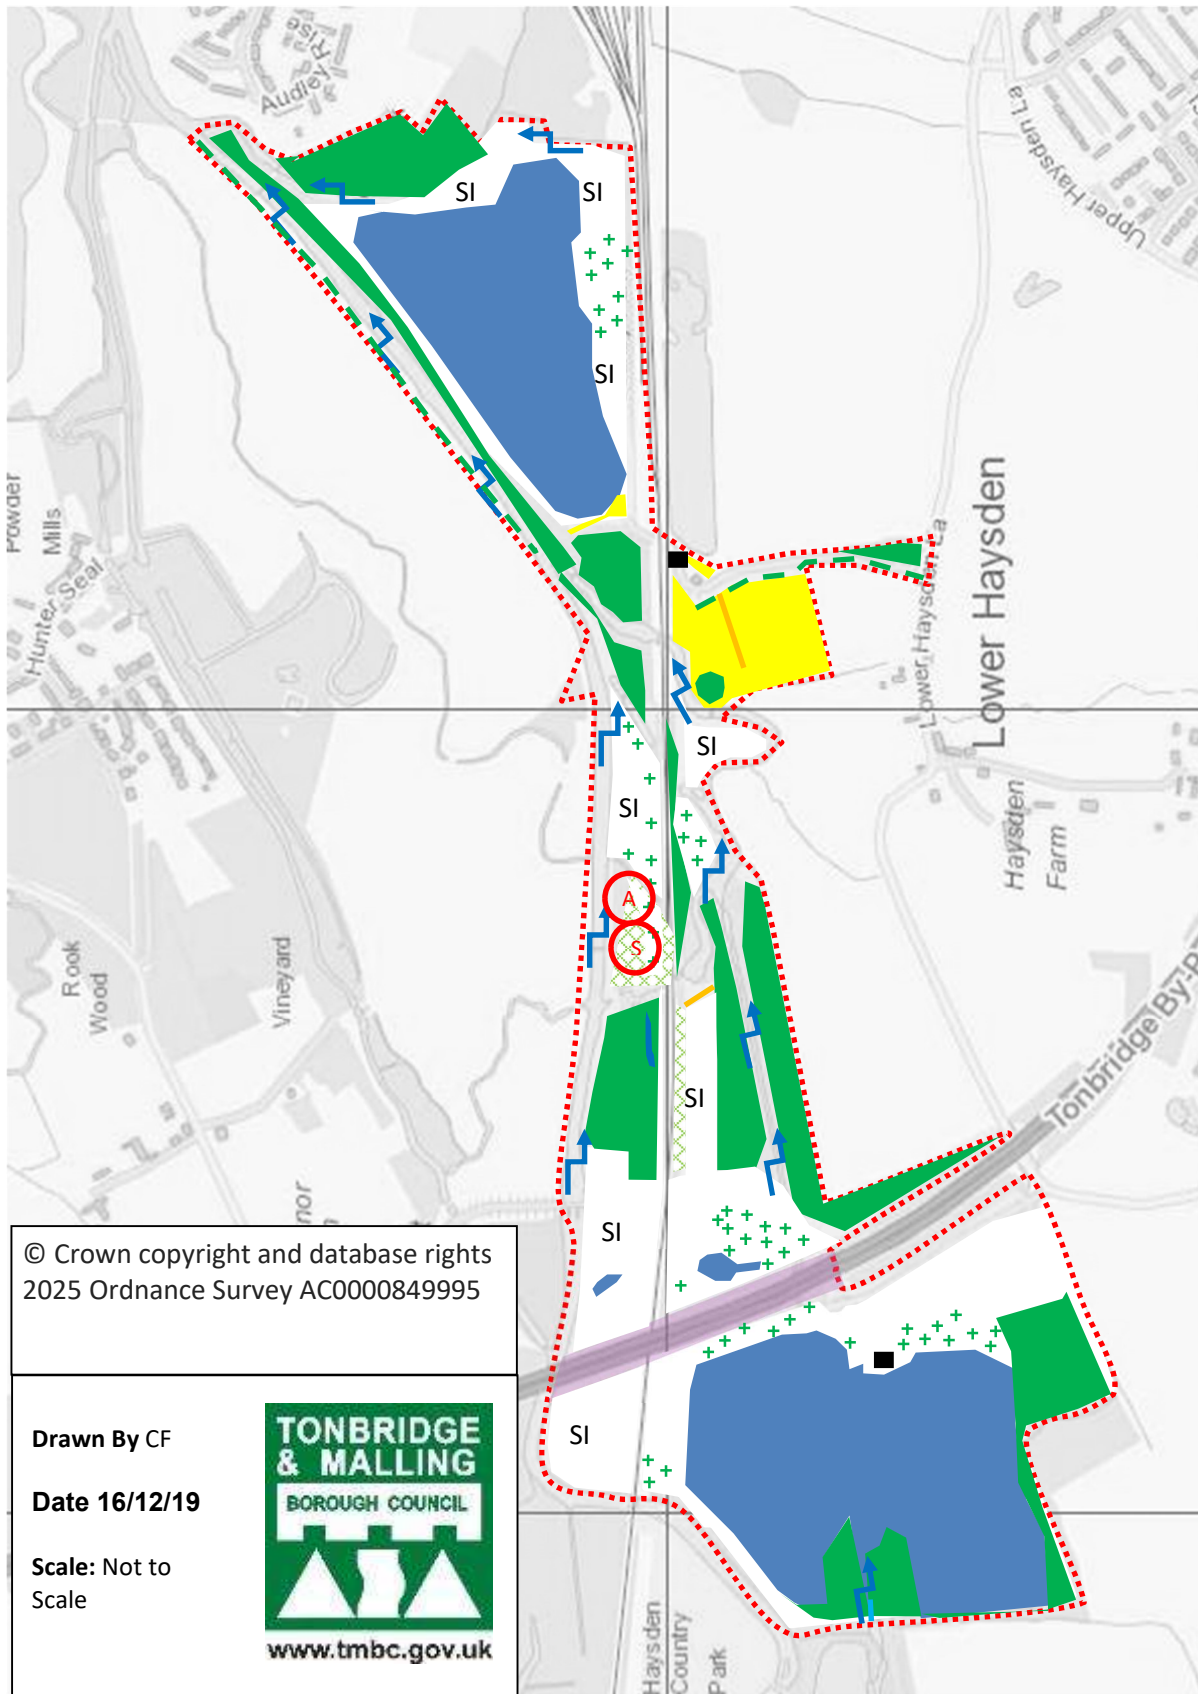 Audley Rise
Upper Haysden La
SI
SI
SI
Powder
Mills
Hunter Seal
Lower Haysden La
Lower Haysden
SI
SI
Haysden
Farm
A
S
Rook
Wood
Vineyard
Tonbridge By-P
SI
SI
SI
© Crown copyright and database rights
2025 Ordnance Survey AC0000849995
Drawn By CF
Date 16/12/19
Scale: Not to
Scale
TONBRIDGE
& MALLING
BOROUGH COUNCIL
www.tmbc.gov.uk
Haysden
Country
Park